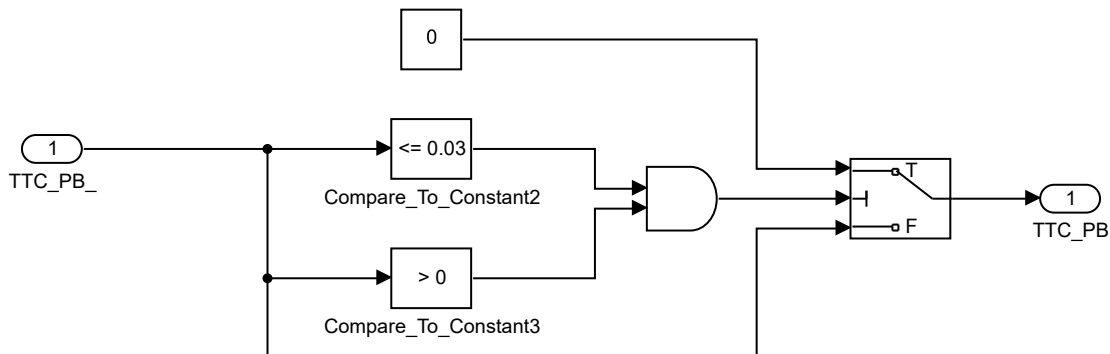 0
1
TTC_PB_
<= 0.03
Compare_To_Constant2
T
F
1
TTC_PB
> 0
Compare_To_Constant3